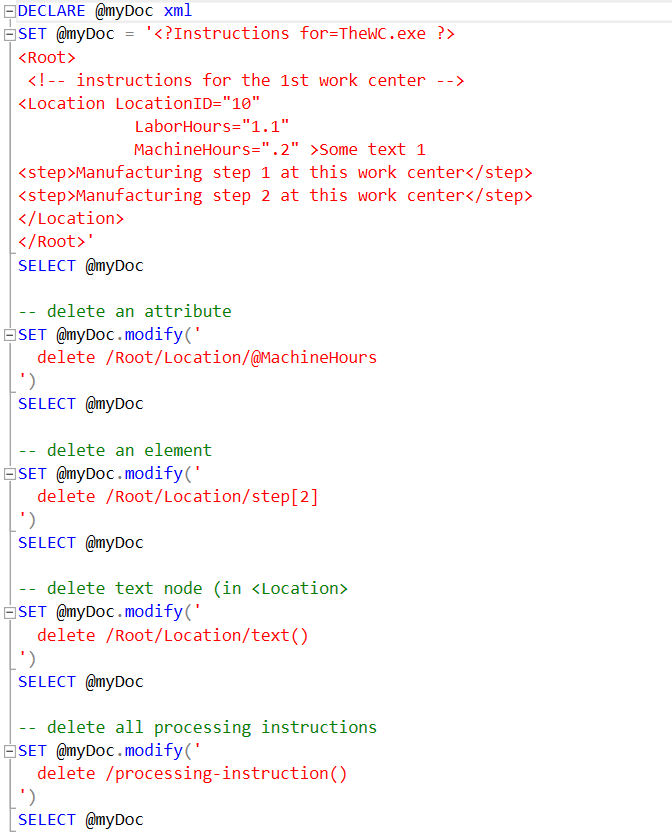 DECLARE @myDoc xml
SET @myDoc = '<?Instructions for=TheWC.exe ?>
<Root>
 <!-- instructions for the 1st work center -->
<Location LocationID="10"
            LaborHours="1.1"
            MachineHours=".2" >Some text 1
<step>Manufacturing step 1 at this work center</step>
<step>Manufacturing step 2 at this work center</step>
</Location>
</Root>'
SELECT @myDoc

-- delete an attribute
SET @myDoc.modify('
  delete /Root/Location/@MachineHours
')
SELECT @myDoc

-- delete an element
SET @myDoc.modify('
  delete /Root/Location/step[2]
')
SELECT @myDoc

-- delete text node (in <Location>
SET @myDoc.modify('
  delete /Root/Location/text()
')
SELECT @myDoc

-- delete all processing instructions
SET @myDoc.modify('
  delete /processing-instruction()
')
SELECT @myDoc